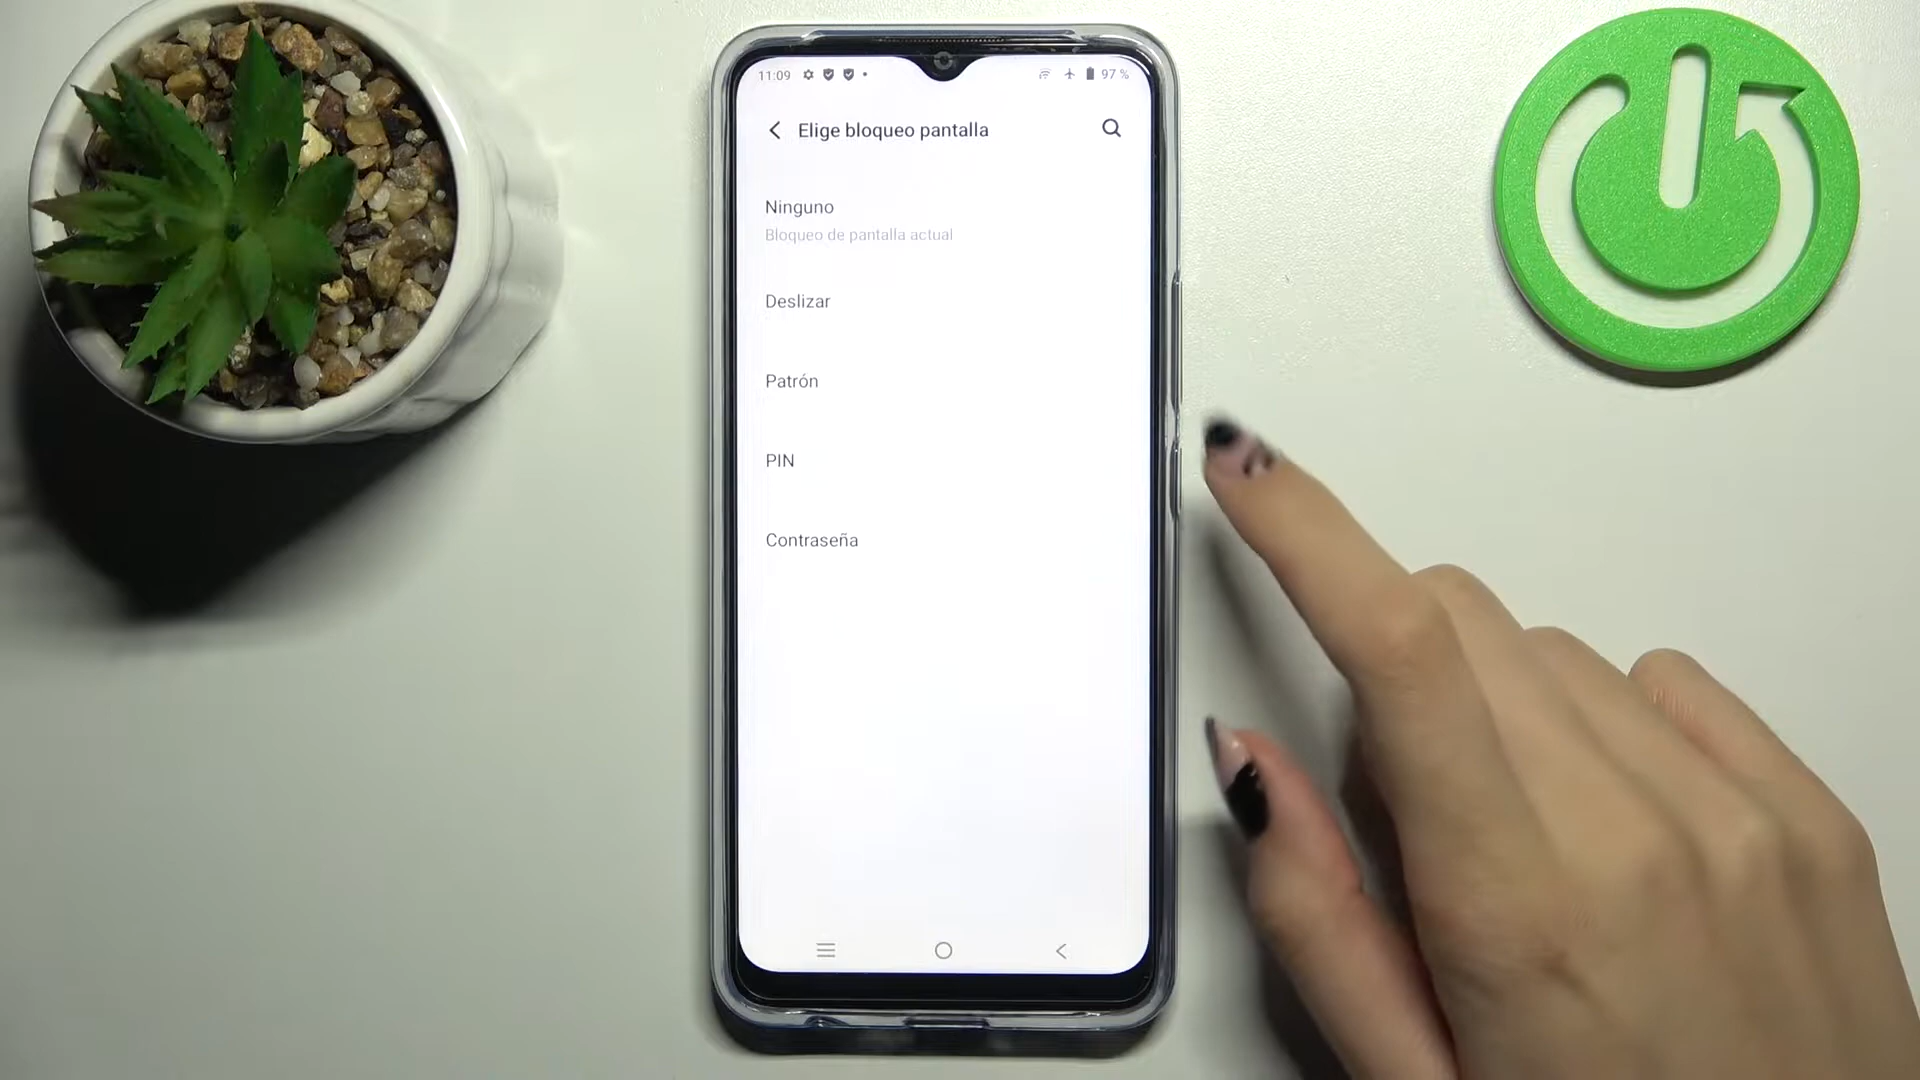 11:09 97 %
Elige bloqueo pantalla
Ninguno
Bloqueo de pantalla actual
Deslizar
Patrón
PIN
Contraseña